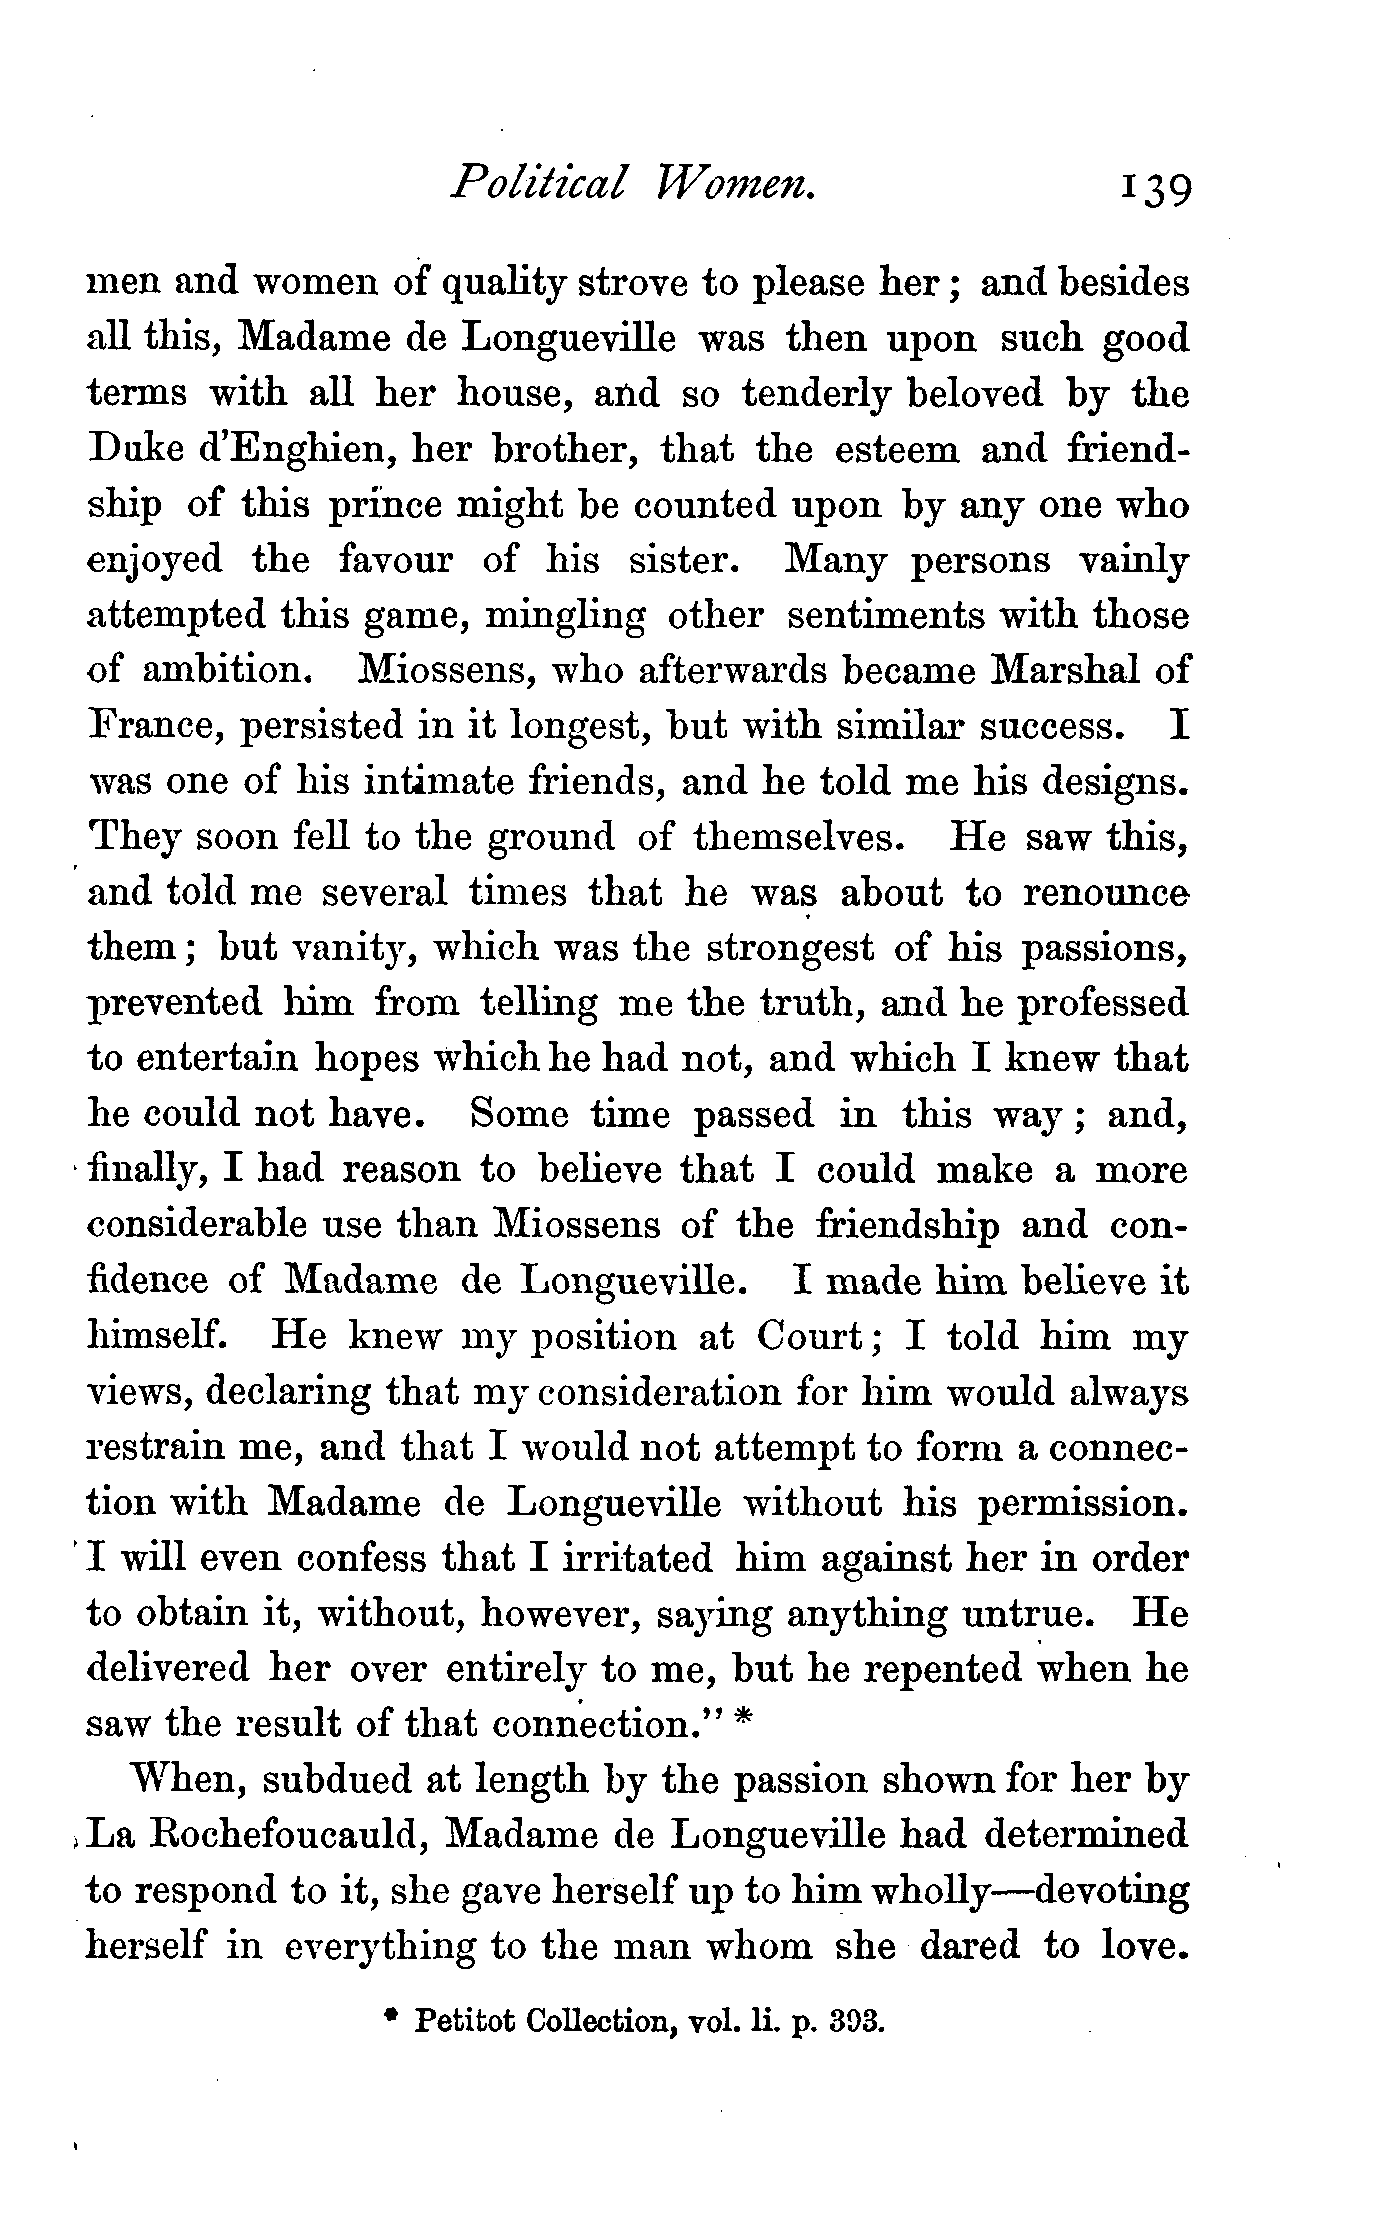 Political Women. 139
men and women of quality strove to please her; and besides
all this, Madame de Longueville was then upon such good
terms with all her house, and so tenderly beloved by the
Duke d'Enghien, her brother, that the esteem and friend-
ship of this prince might be counted upon by any one who
enjoyed the favour of his sister. Many persons vainly
attempted this game, mingling other sentiments with those
of ambition. Miossens, who afterwards became Marshal of
France, persisted in it longest, but with similar success. I
was one of his intimate friends, and he told me his designs.
They soon fell to the ground of themselves. He saw this,
and told me several times that he was about to renounce
them; but vanity, which was the strongest of his passions,
prevented him from telling me the truth, and he professed
to entertain hopes which he had not, and which I knew that
he could not have. Some time passed in this way; and,
finally, I had reason to believe that I could make a more
considerable use than Miossens of the friendship and con-
fidence of Madame de Longueville. I made him believe it
himself. He knew my position at Court; I told him my
views, declaring that my consideration for him would always
restrain me, and that I would not attempt to form a connec-
tion with Madame de Longueville without his permission.
I will even confess that I irritated him against her in order
to obtain it, without, however, saying anything untrue. He
delivered her over entirely to me, but he repented when he
saw the result of that connection." *
When, subdued at length by the passion shown for her by
La Rochefoucauld, Madame de Longueville had determined
to respond to it, she gave herself up to him wholly—devoting
herself in everything to the man whom she dared to love.
* Petitot Collection, vol. li. p. 393.